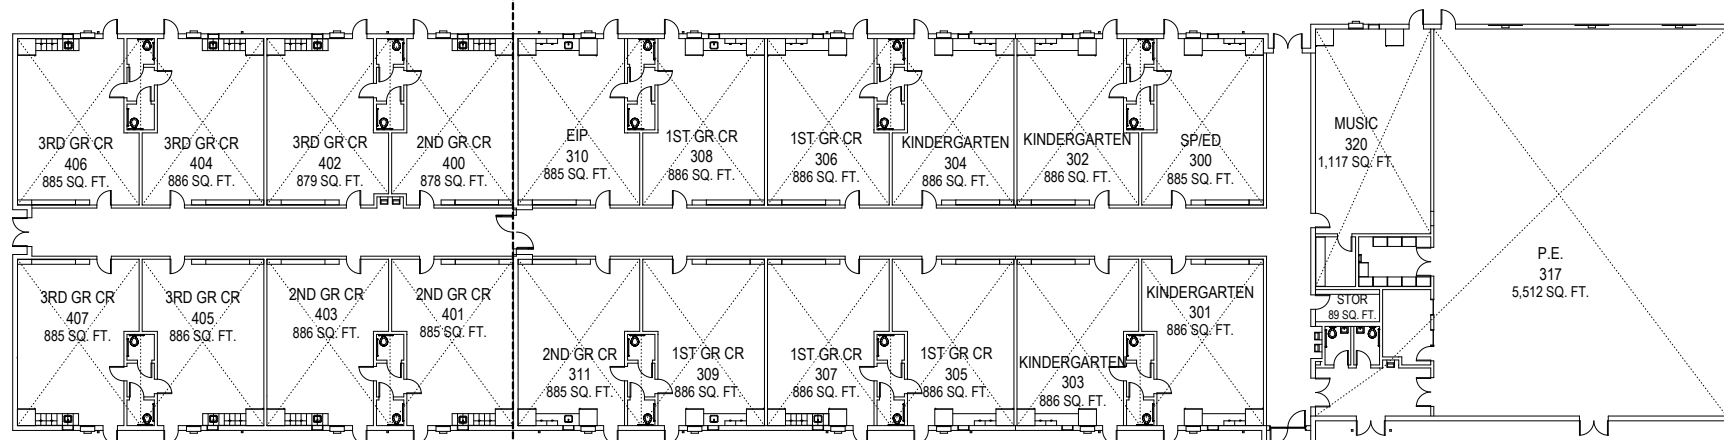 3RD GR CR
406
885 SQ. FT.
3RD GR CR
404
886 SQ. FT.
3RD GR CR
402
879 SQ. FT.
2ND GR CR
400
878 SQ. FT.
EIP
310
885 SQ. FT.
1ST GR CR
308
886 SQ. FT.
1ST GR CR
306
886 SQ. FT.
KINDERGARTEN
304
886 SQ. FT.
KINDERGARTEN
302
886 SQ. FT.
SP/ED
300
885 SQ. FT.
MUSIC
320
1,117 SQ. FT.
P.E.
317
5,512 SQ. FT.
3RD GR CR
407
885 SQ. FT.
3RD GR CR
405
886 SQ. FT.
2ND GR CR
403
886 SQ. FT.
2ND GR CR
401
885 SQ. FT.
2ND GR CR
311
885 SQ. FT.
1ST GR CR
309
886 SQ. FT.
1ST GR CR
307
886 SQ. FT.
1ST GR CR
305
886 SQ. FT.
KINDERGARTEN
303
886 SQ. FT.
KINDERGARTEN
301
886 SQ. FT.
STOR
89 SQ. FT.